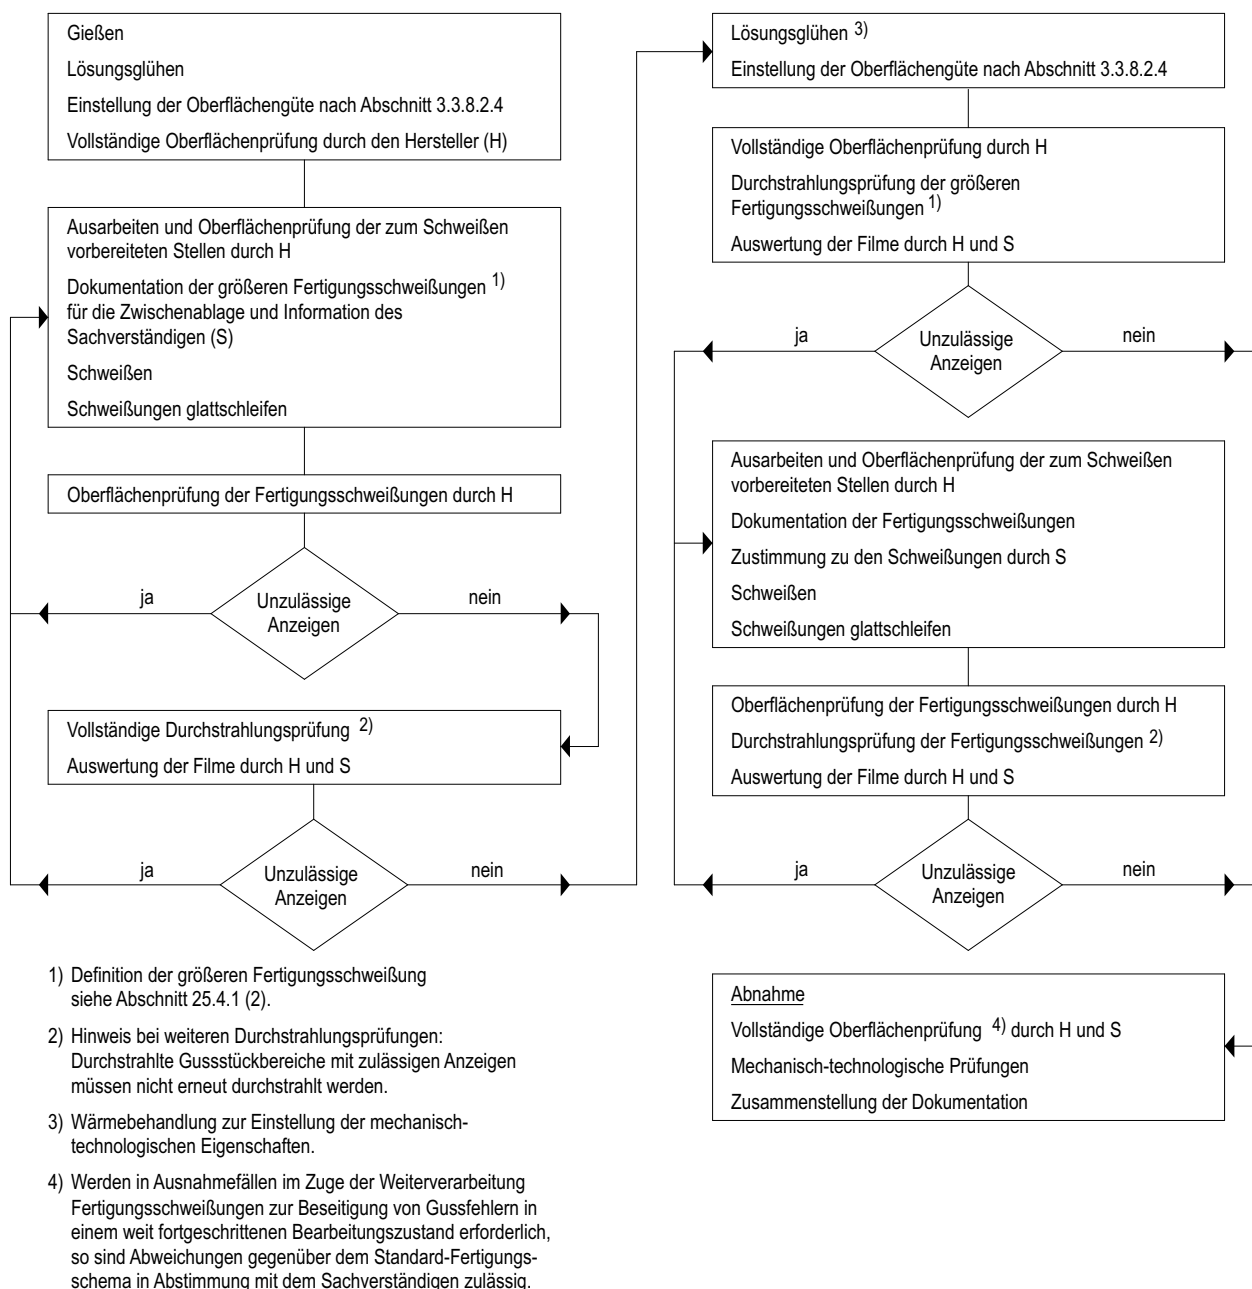 Gießen
Lösungsglühen
Einstellung der Oberflächengüte nach Abschnitt 3.3.8.2.4
Vollständige Oberflächenprüfung durch den Hersteller (H)
Ausarbeiten und Oberflächenprüfung der zum Schweißen
vorbereiteten Stellen durch H
Dokumentation der größeren Fertigungsschweißungen 1)
für die Zwischenablage und Information des
Sachverständigen (S)
Schweißen
Schweißungen glattschleifen
Oberflächenprüfung der Fertigungsschweißungen durch H
ja
Unzulässige
Anzeigen
nein
Vollständige Durchstrahlungsprüfung 2)
Auswertung der Filme durch H und S
ja
Unzulässige
Anzeigen
nein
1) Definition der größeren Fertigungsschweißung
siehe Abschnitt 25.4.1 (2).
2) Hinweis bei weiteren Durchstrahlungsprüfungen:
Durchstrahlte Gussstückbereiche mit zulässigen Anzeigen
müssen nicht erneut durchstrahlt werden.
3) Wärmebehandlung zur Einstellung der mechanisch-
technologischen Eigenschaften.
4) Werden in Ausnahmefällen im Zuge der Weiterverarbeitung
Fertigungsschweißungen zur Beseitigung von Gussfehlern in
einem weit fortgeschrittenen Bearbeitungszustand erforderlich,
so sind Abweichungen gegenüber dem Standard-Fertigungs-
schema in Abstimmung mit dem Sachverständigen zulässig.
Lösungsglühen 3)
Einstellung der Oberflächengüte nach Abschnitt 3.3.8.2.4
Vollständige Oberflächenprüfung durch H
Durchstrahlungsprüfung der größeren
Fertigungsschweißungen 1)
Auswertung der Filme durch H und S
ja
Unzulässige
Anzeigen
nein
Ausarbeiten und Oberflächenprüfung der zum Schweißen
vorbereiteten Stellen durch H
Dokumentation der Fertigungsschweißungen
Zustimmung zu den Schweißungen durch S
Schweißen
Schweißungen glattschleifen
Oberflächenprüfung der Fertigungsschweißungen durch H
Durchstrahlungsprüfung der Fertigungsschweißungen 2)
Auswertung der Filme durch H und S
ja
Unzulässige
Anzeigen
nein
Abnahme
Vollständige Oberflächenprüfung 4) durch H und S
Mechanisch-technologische Prüfungen
Zusammenstellung der Dokumentation